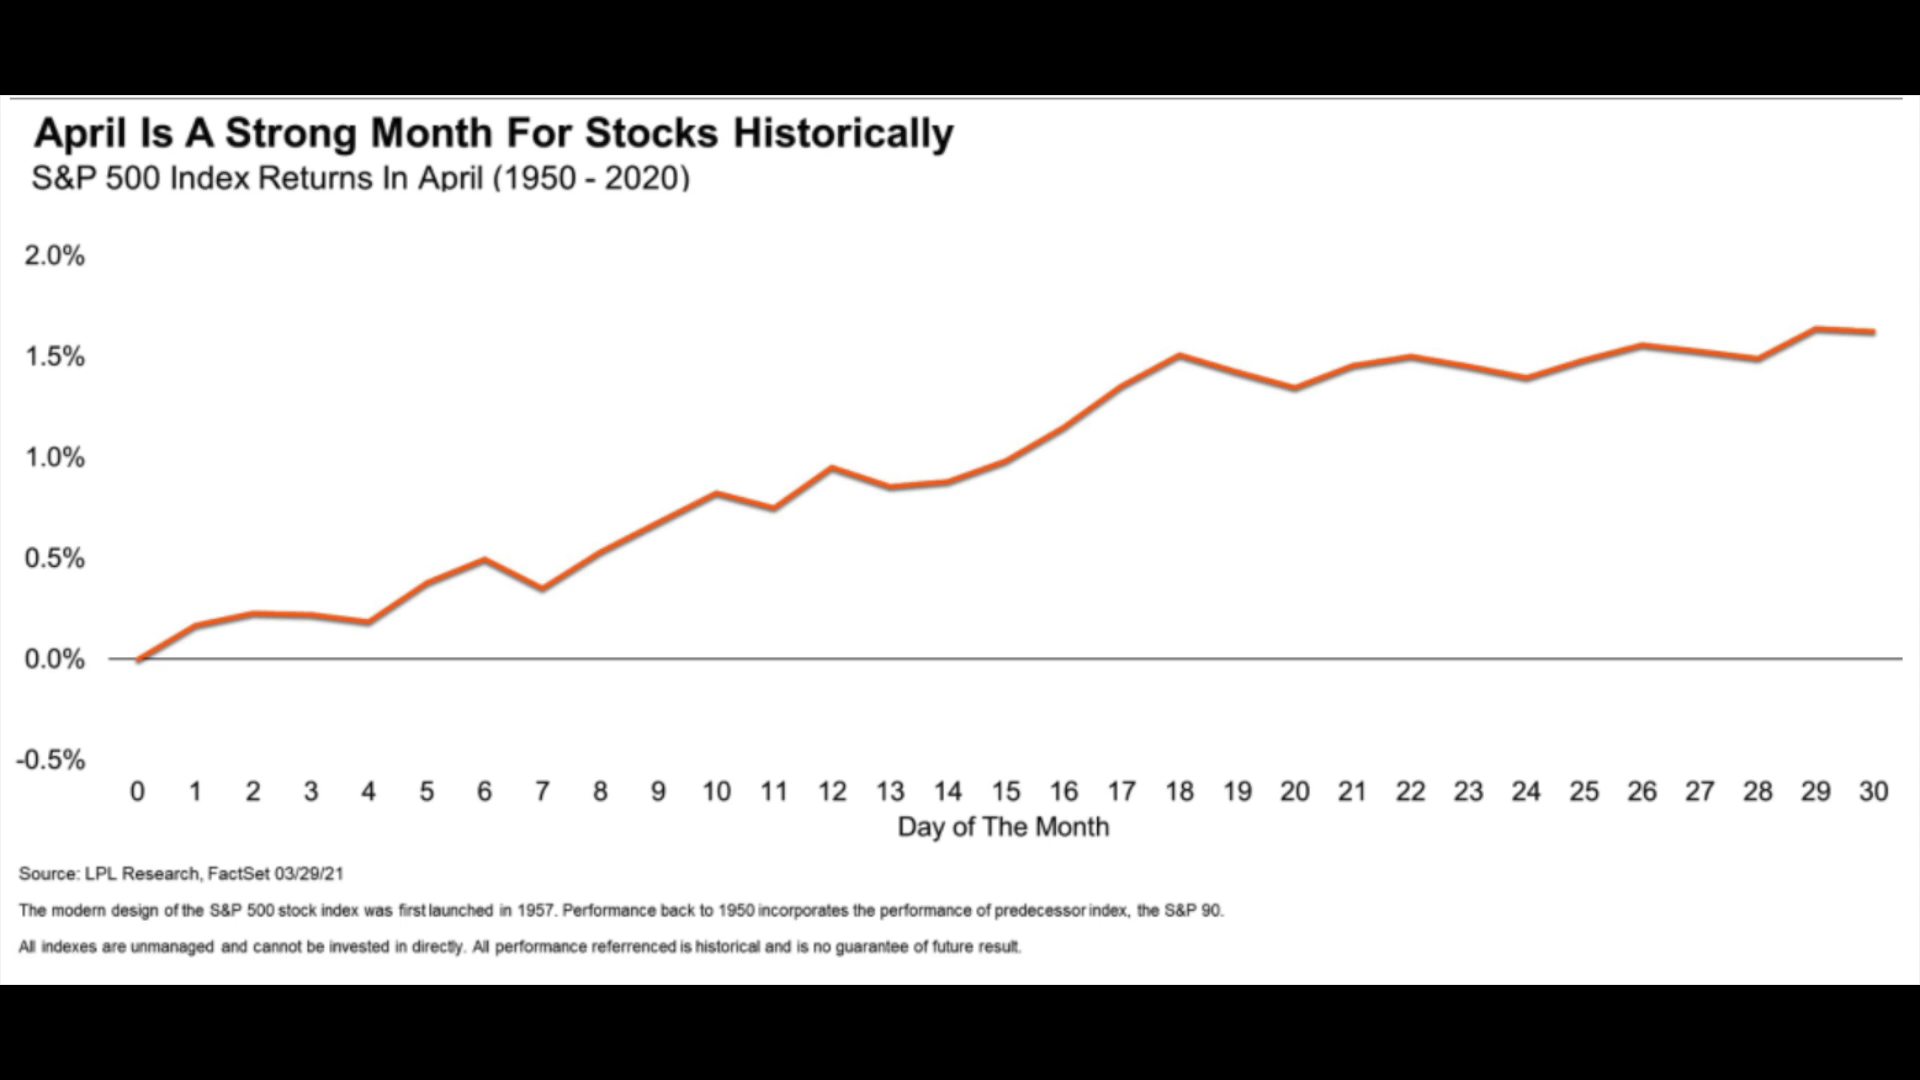 April Is A Strong Month For Stocks Historically
S&P 500 Index Returns In April (1950 - 2020)
2.0%
1.5%
1.0%
0.5%
0.0%
-0.5%
0 1 2 3 4 5 6 7 8 9 10 11 12 13 14 15 16 17 18 19 20 21 22 23 24 25 26 27 28 29 30
Day of The Month
Source: LPL Research, FactSet 03/29/21
The modern design of the S&P 500 stock index was first launched in 1957. Performance back to 1950 incorporates the performance of predecessor index, the S&P 90.
All indexes are unmanaged and cannot be invested in directly. All performance referrenced is historical and is no guarantee of future result.